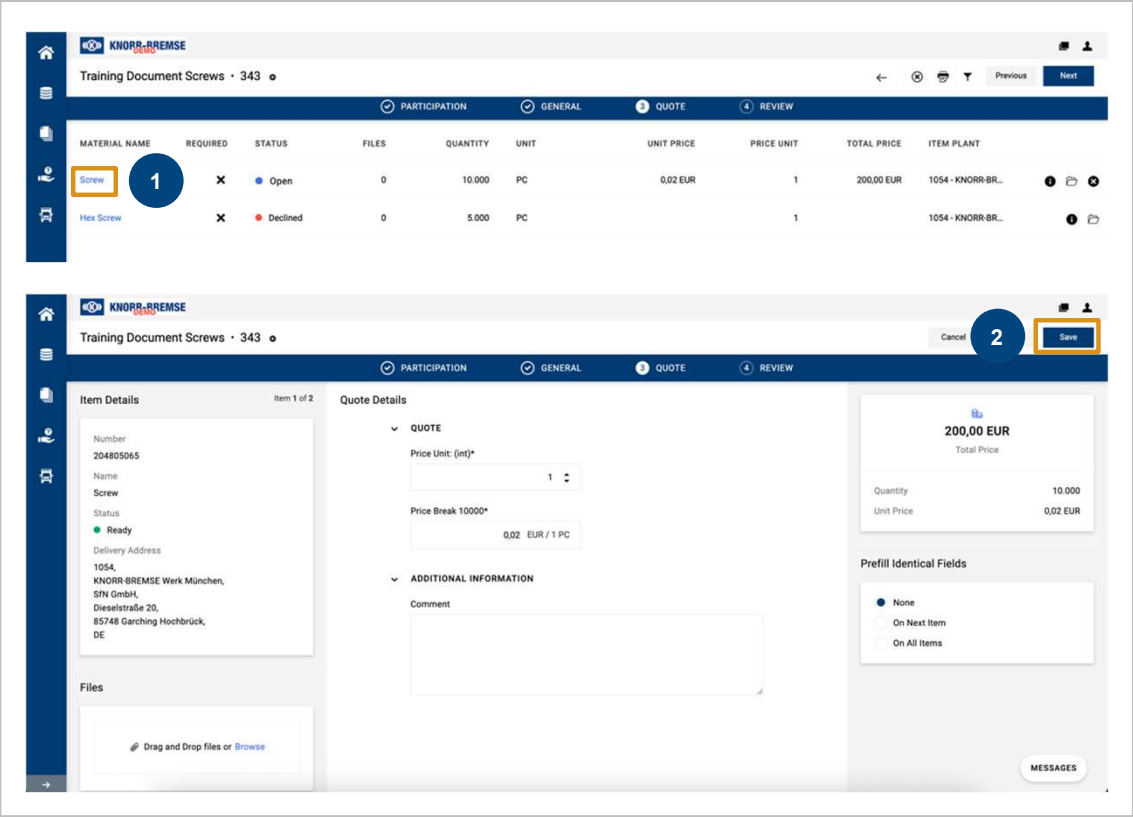 KNORR-BREMSE
DEMO
Training Document Screws · 343
Previous
Next
PARTICIPATION
GENERAL
3 QUOTE
4 REVIEW
MATERIAL NAME REQUIRED STATUS FILES QUANTITY UNIT UNIT PRICE PRICE UNIT TOTAL PRICE ITEM PLANT
Screw 1 Open 0 10.000 PC 0,02 EUR 1 200,00 EUR 1054 - KNORR-BR...
Hex Screw Declined 0 5.000 PC 1 1054 - KNORR-BR...
KNORR-BREMSE
DEMO
Training Document Screws · 343
Cancel
2
Save
PARTICIPATION
GENERAL
3 QUOTE
4 REVIEW
Item Details
Item 1 of 2
Number
204805065
Name
Screw
Status
Ready
Delivery Address
1054,
KNORR-BREMSE Werk München,
SfN GmbH,
Dieselstraße 20,
85748 Garching Hochbrück,
DE
Files
Drag and Drop files or Browse
Quote Details
QUOTE
Price Unit: (int)*
1
Price Break 10000*
0,02 EUR / 1 PC
ADDITIONAL INFORMATION
Comment
200,00 EUR
Total Price
Quantity 10.000
Unit Price 0,02 EUR
Prefill Identical Fields
None
On Next Item
On All Items
MESSAGES